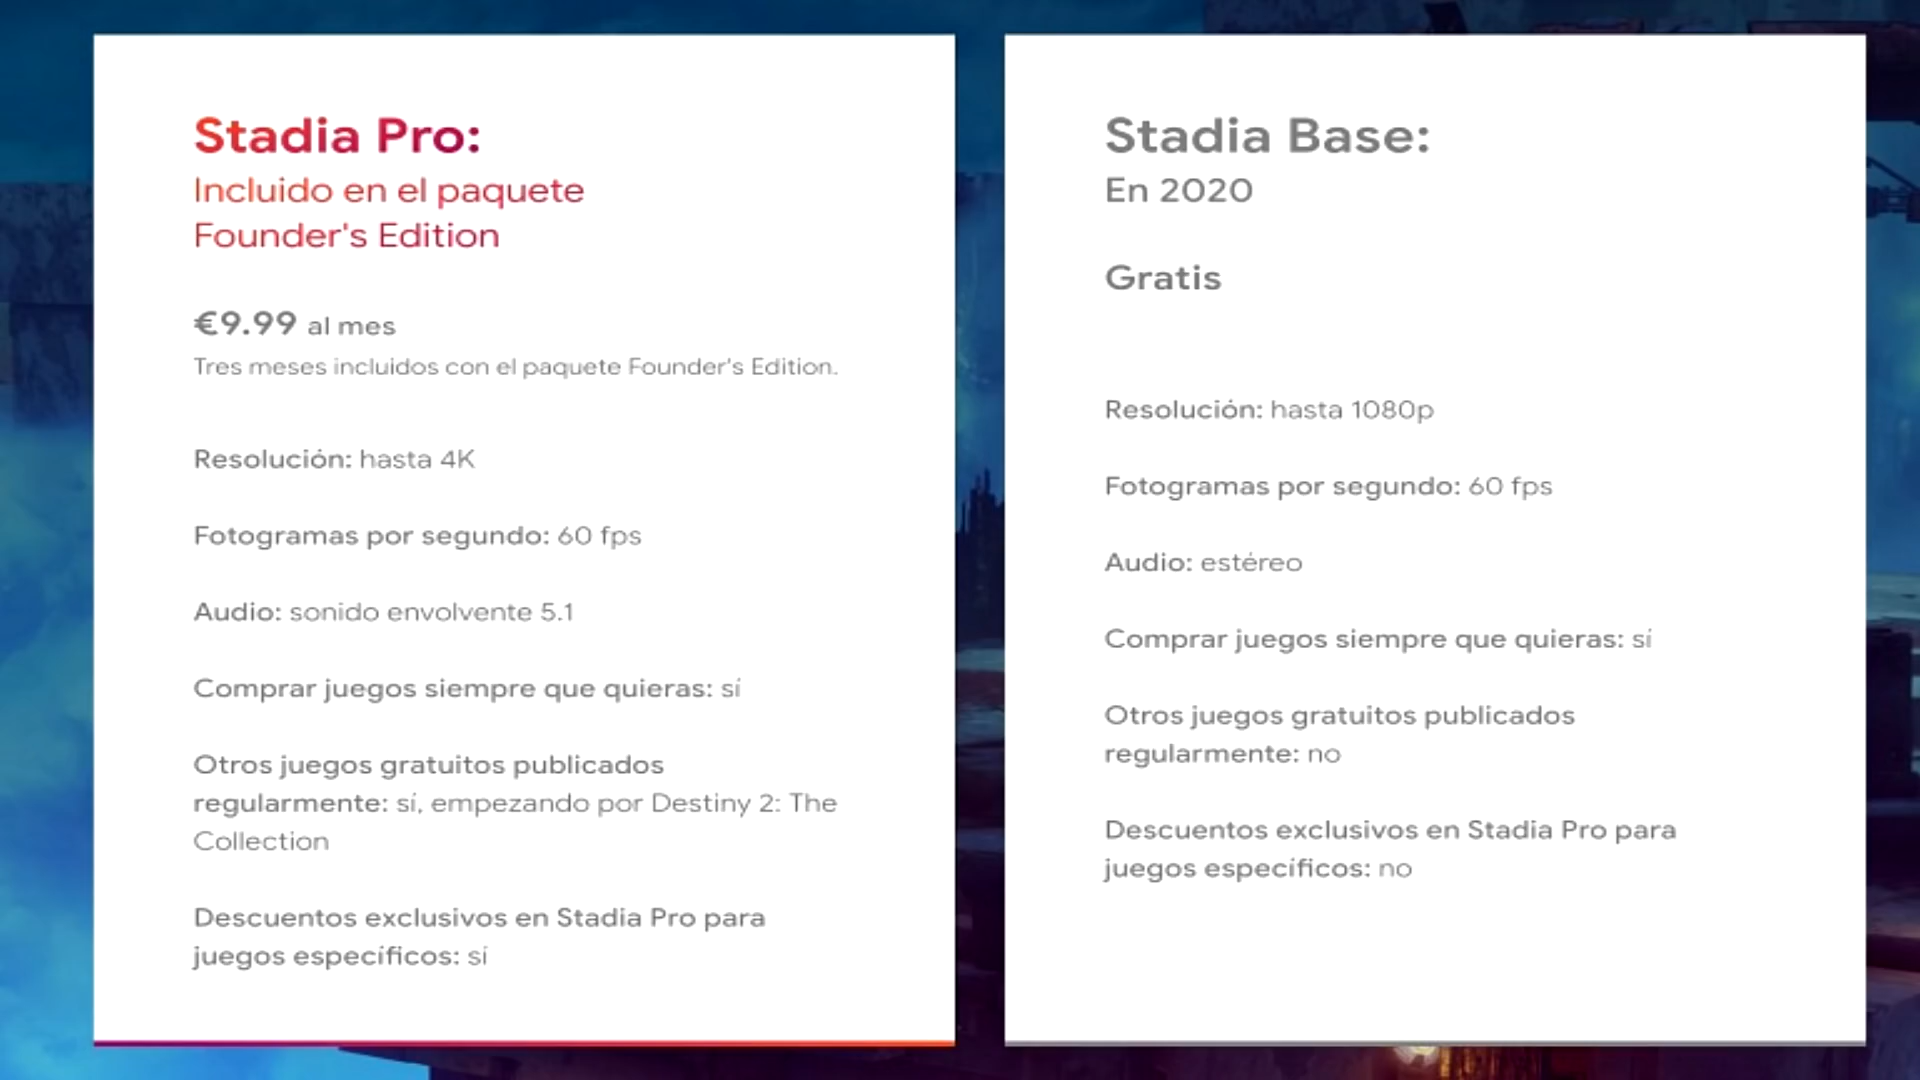 Stadia Pro:
Incluido en el paquete
Founder's Edition
€9.99 al mes
Tres meses incluidos con el paquete Founder's Edition.
Resolución: hasta 4K
Fotogramas por segundo: 60 fps
Audio: sonido envolvente 5.1
Comprar juegos siempre que quieras: sí
Otros juegos gratuitos publicados
regularmente: sí, empezando por Destiny 2: The
Collection
Descuentos exclusivos en Stadia Pro para
juegos específicos: sí
Stadia Base:
En 2020
Gratis
Resolución: hasta 1080p
Fotogramas por segundo: 60 fps
Audio: estéreo
Comprar juegos siempre que quieras: sí
Otros juegos gratuitos publicados
regularmente: no
Descuentos exclusivos en Stadia Pro para
juegos específicos: no